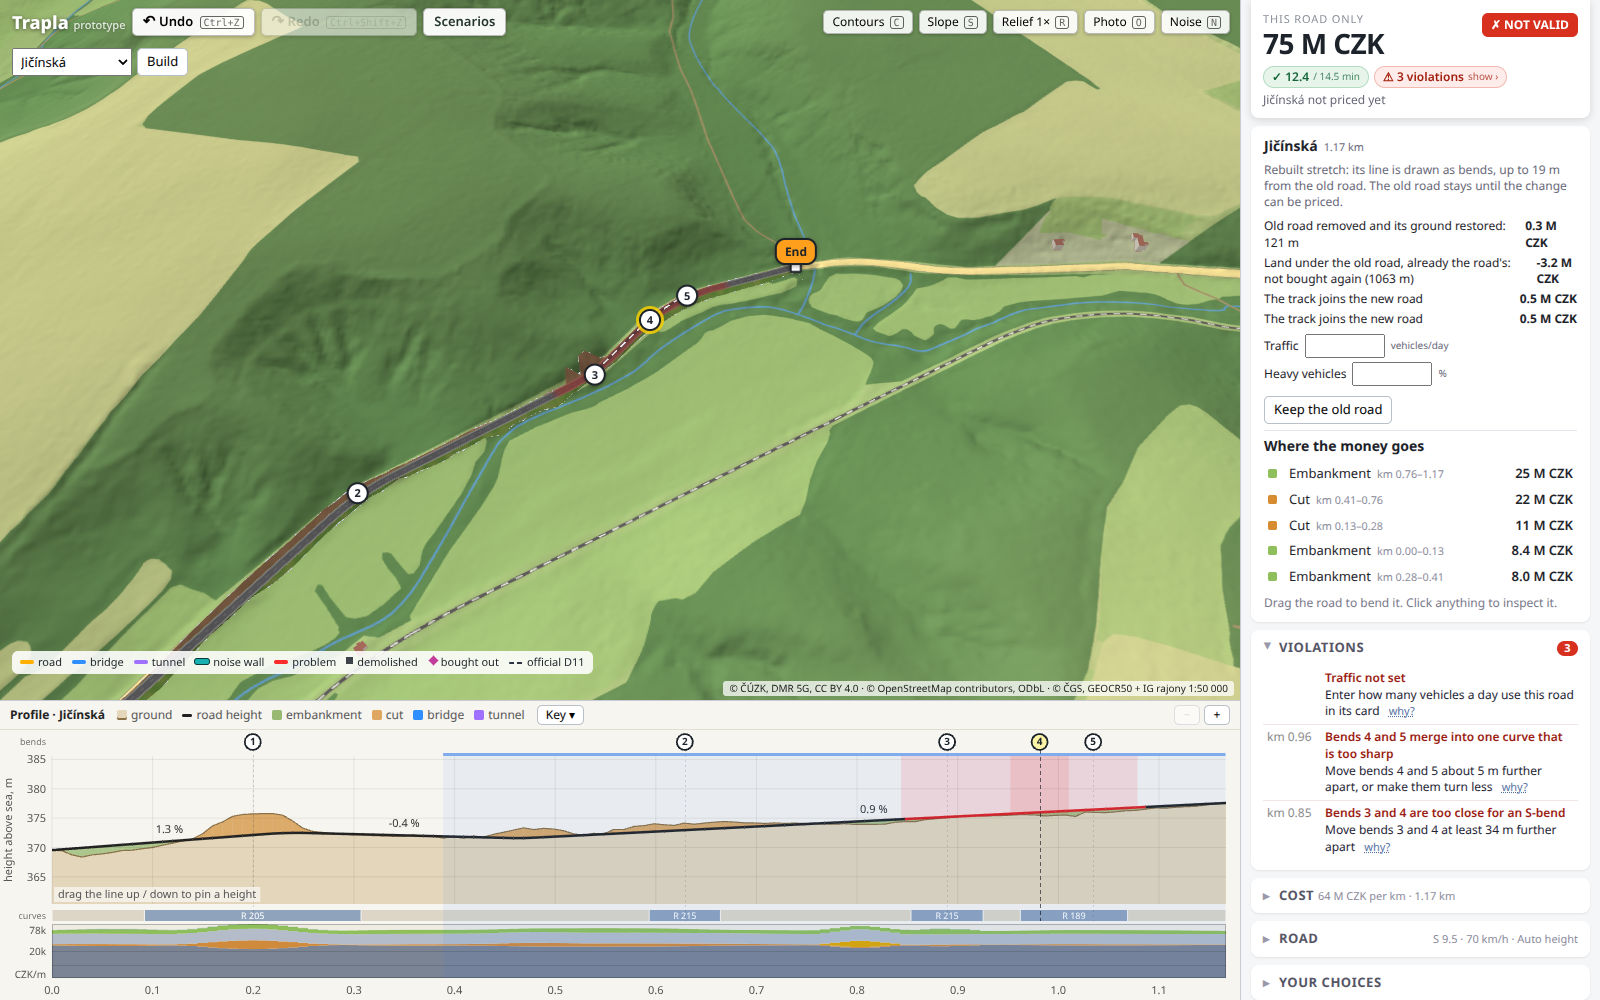 Trapla prototype
↶ Undo Ctrl+Z
↷ Redo Ctrl+Shift+Z
Scenarios
Contours C
Slope S
Relief 1× R
Photo O
Noise N
Jičínská
Build
End
5
4
3
2
road
bridge
tunnel
noise wall
problem
demolished
bought out
official D11
© ČÚZK, DMR 5G, CC BY 4.0 · © OpenStreetMap contributors, ODbL · © ČGS, GEOCR50 + IG rajony 1:50 000
THIS ROAD ONLY
75 M CZK
✗ NOT VALID
✓ 12.4 / 14.5 min
⚠ 3 violations show ›
Jičínská not priced yet
Jičínská 1.17 km
Rebuilt stretch: its line is drawn as bends, up to 19 m
from the old road. The old road stays until the change
can be priced.
Old road removed and its ground restored: 0.3 M
121 m CZK
Land under the old road, already the road's: -3.2 M
not bought again (1063 m) CZK
The track joins the new road 0.5 M CZK
The track joins the new road 0.5 M CZK
Traffic vehicles/day
Heavy vehicles %
Keep the old road
Where the money goes
Embankment km 0.76–1.17 25 M CZK
Cut km 0.41–0.76 22 M CZK
Cut km 0.13–0.28 11 M CZK
Embankment km 0.00–0.13 8.4 M CZK
Embankment km 0.28–0.41 8.0 M CZK
Drag the road to bend it. Click anything to inspect it.
▼ VIOLATIONS 3
Traffic not set
Enter how many vehicles a day use this road
in its card why?
km 0.96 Bends 4 and 5 merge into one curve that
is too sharp
Move bends 4 and 5 about 5 m further
apart, or make them turn less why?
km 0.85 Bends 3 and 4 are too close for an S-bend
Move bends 3 and 4 at least 34 m further
apart why?
▶ COST 64 M CZK per km · 1.17 km
▶ ROAD S 9.5 · 70 km/h · Auto height
▶ YOUR CHOICES
Profile · Jičínská
ground
road height
embankment
cut
bridge
tunnel
Key ▾
−
+
bends
1 2 3 4 5
height above sea, m
385
380
375
370
365
1.3 %
-0.4 %
0.9 %
drag the line up / down to pin a height
curves
R 205
R 215
R 215
R 189
78k
20k
CZK/m
0.0 0.1 0.2 0.3 0.4 0.5 0.6 0.7 0.8 0.9 1.0 1.1